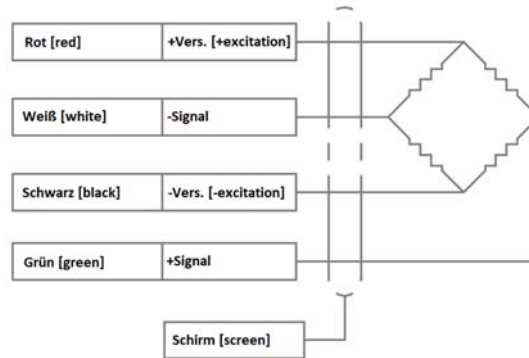 Rot [red] +Vers. [+excitation]
Weiß [white] -Signal
Schwarz [black] -Vers. [-excitation]
Grün [green] +Signal
Schirm [screen]